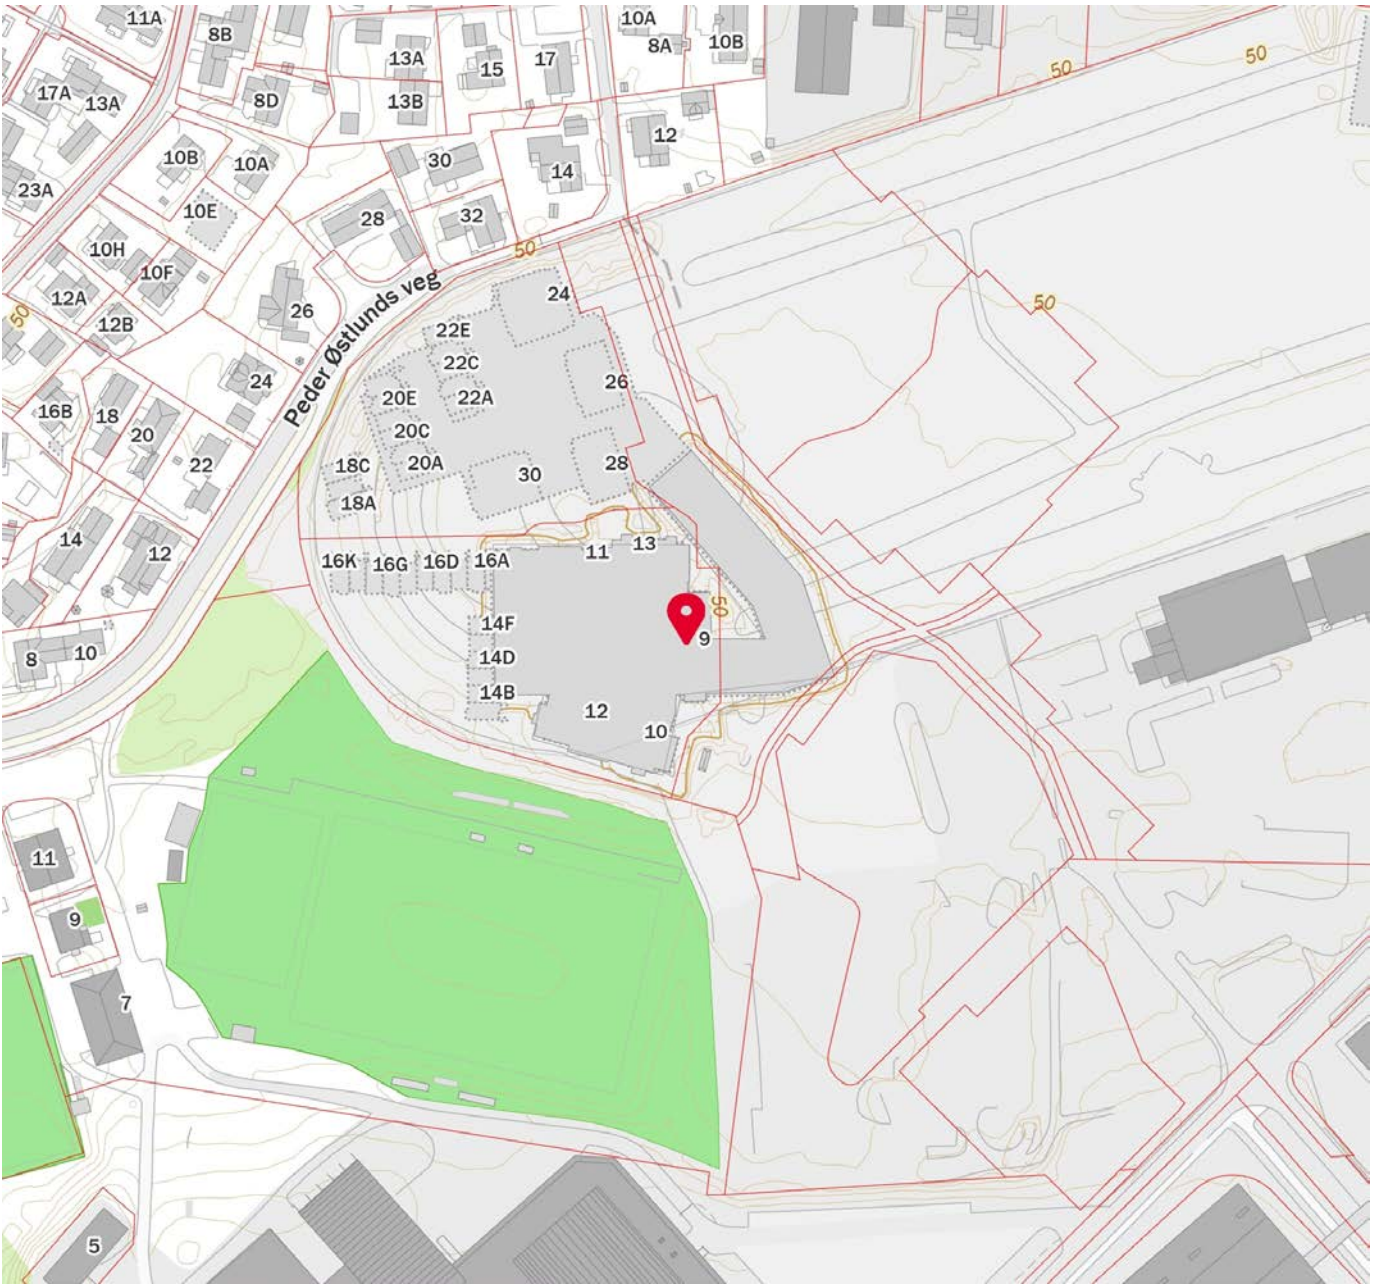 11A
8B
10A
8A
10B
13A
15
17
50
50
17A
13A
8D
13B
12
10B
10A
30
14
23A
10E
28
32
50
10H
10F
24
50
12A
26
50
12B
22E
22C
Peder Østlunds veg
24
20E
22A
26
16B
18
20
20C
22
18C
20A
30
28
18A
14
12
11
13
16K
16G
16D
16A
50
14F
9
8
10
14D
14B
12
10
11
9
7
5